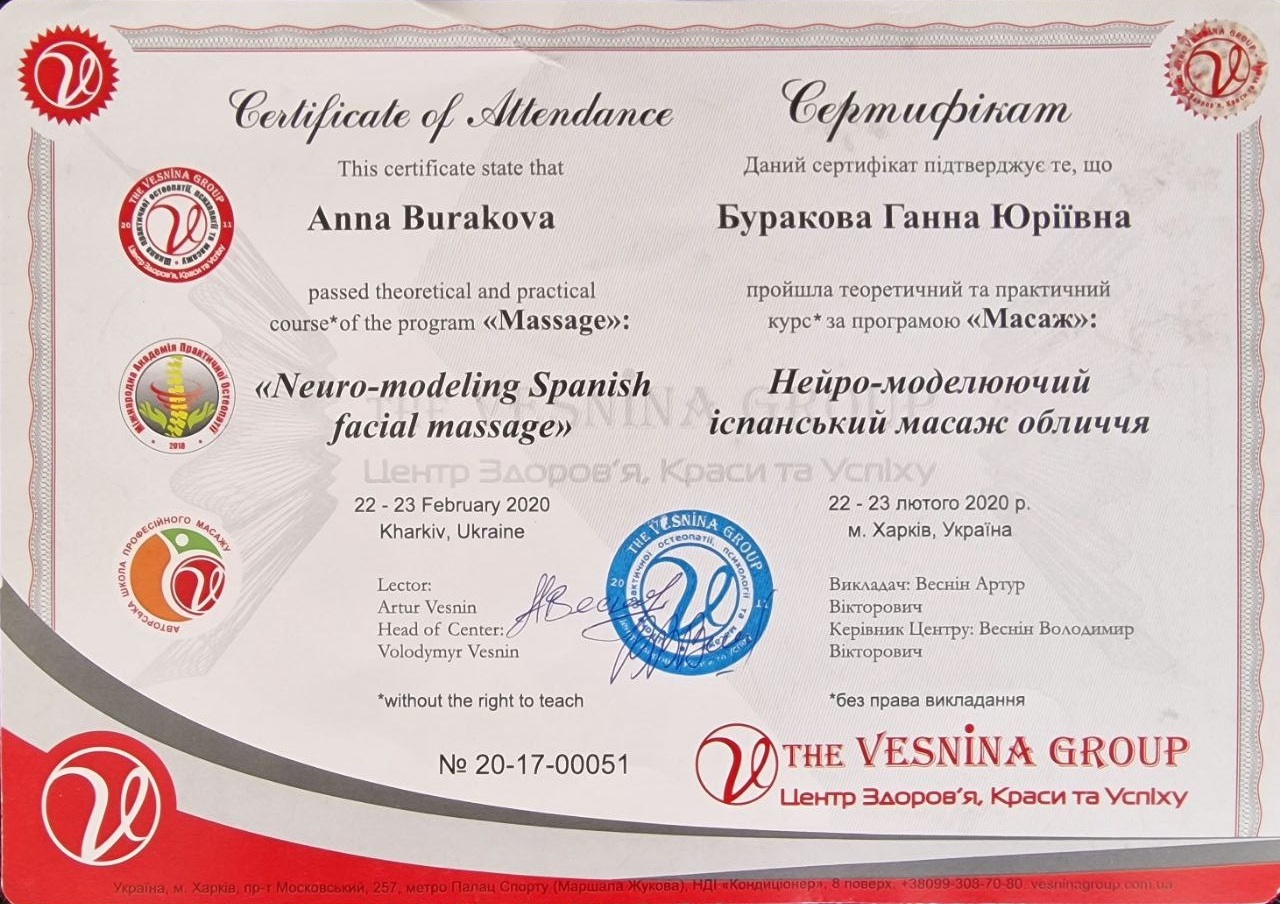 Certificate of Attendance
This certificate state that
Anna Burakova
passed theoretical and practical
course* of the program «Massage»:
«Neuro-modeling Spanish
facial massage»
22 - 23 February 2020
Kharkiv, Ukraine
Lector:
Artur Vesnin
Head of Center:
Volodymyr Vesnin
*without the right to teach
№ 20-17-00051
Сертифікат
Даний сертифікат підтверджує те, що
Буракова Ганна Юріївна
пройшла теоретичний та практичний
курс* за програмою «Масаж»:
Нейро-моделюючий
іспанський масаж обличчя
22 - 23 лютого 2020 р.
м. Харків, Україна
Викладач: Веснін Артур
Вікторович
Керівник Центру: Веснін Володимир
Вікторович
*без права викладання
THE VESNINA GROUP
Центр Здоров'я, Краси та Успіху
THE VESNINA GROUP
Центр Здоров'я, Краси та Успіху
THE VESNINA GROUP
Школа практичної остеопатії, психології та масажу
20 11
Центр Здоров'я, Краси та Успіху
Міжнародна Академія Практичної Остеопатії
2018
АВТОРСЬКА ШКОЛА ПРОФЕСІЙНОГО МАСАЖУ
THE VESNINA GROUP
20 11
Україна, м. Харків, пр-т Московський, 257, метро Палац Спорту (Маршала Жукова), НДІ «Кондиціонер», 8 поверх. +38099-308-70-80. vesninagroup.com.ua